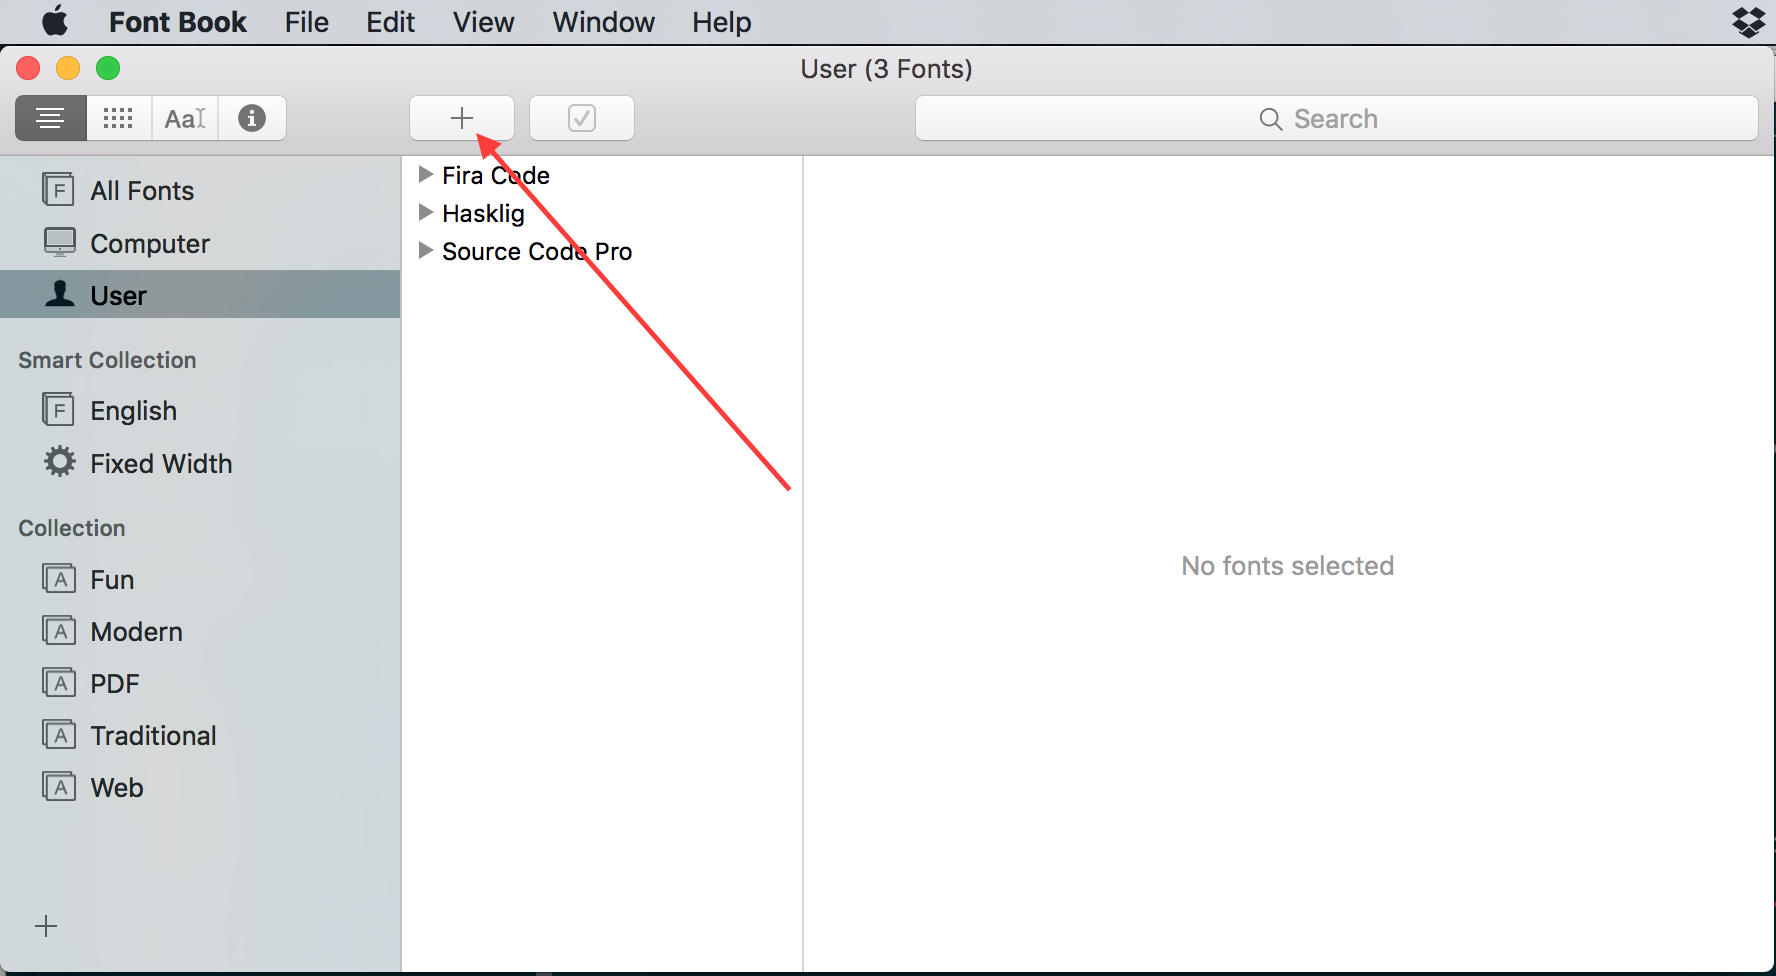 Font Book File Edit View Window Help
User (3 Fonts)
Aa
Search
All Fonts
Computer
User
Smart Collection
English
Fixed Width
Collection
Fun
Modern
PDF
Traditional
Web
Fira Code
Hasklig
Source Code Pro
No fonts selected